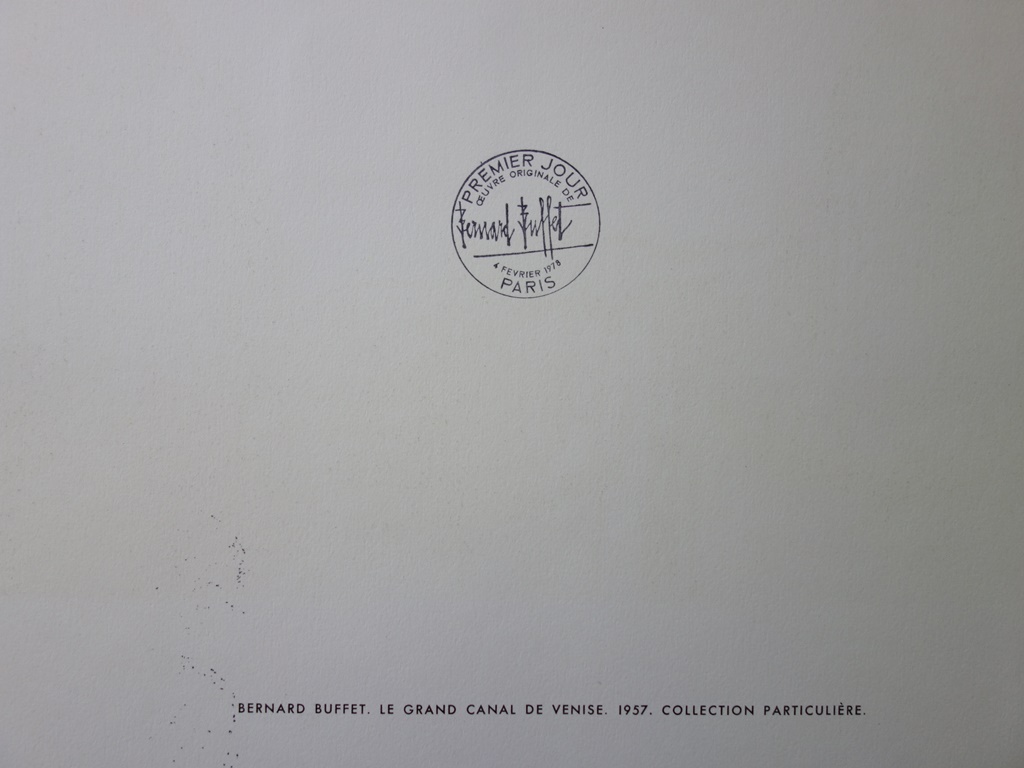 PREMIER JOUR
ŒUVRE ORIGINALE DE
Bernard Buffet
4 FEVRIER 1978
PARIS
BERNARD BUFFET. LE GRAND CANAL DE VENISE. 1957. COLLECTION PARTICULIÈRE.